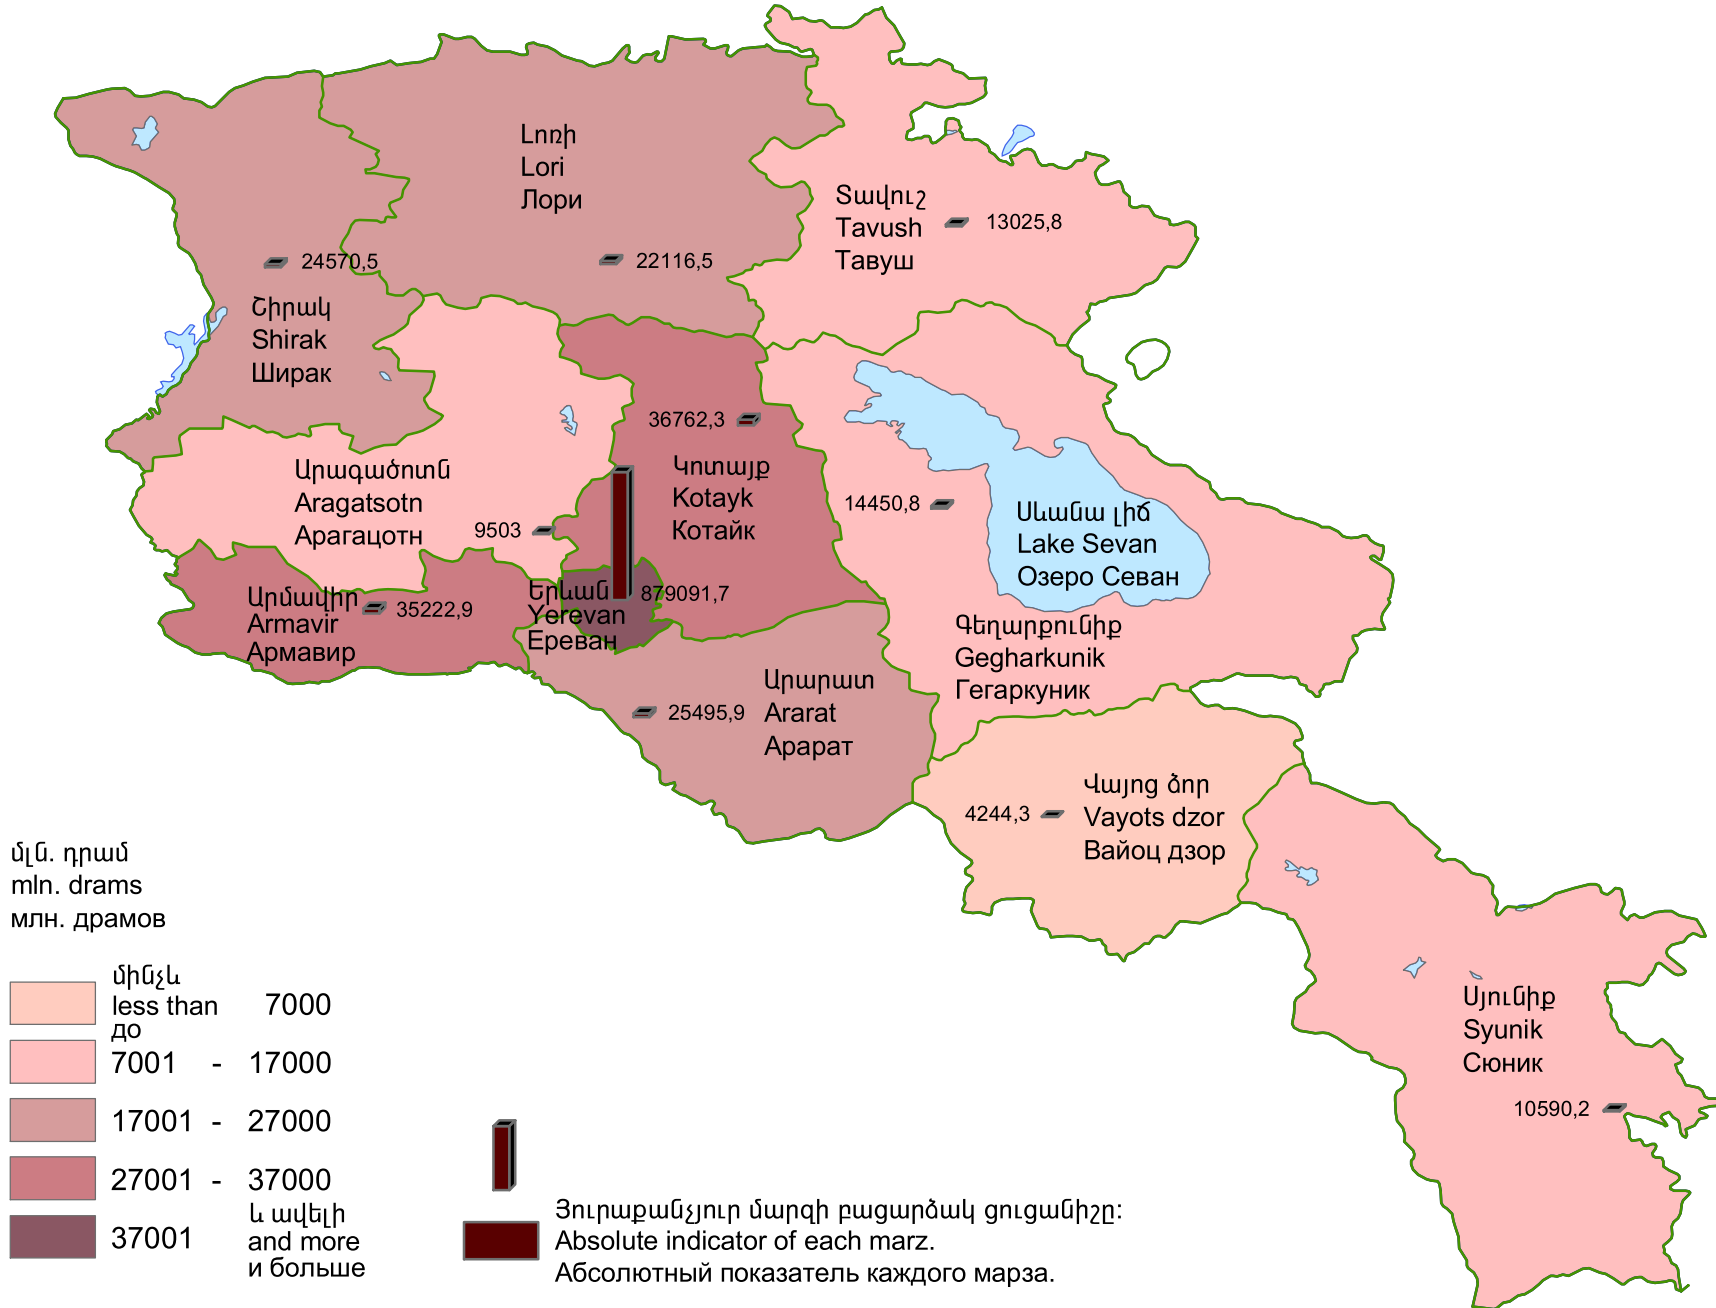 Լոռի
Lori
Лори
22116,5
Տավուշ
Tavush
Тавуш
13025,8
24570,5
Շիրակ
Shirak
Ширак
36762,3
Կոտայք
Kotayk
Котайк
Արագածոտն
Aragatsotn
Арагацотн
9503
14450,8
Սևանա լիճ
Lake Sevan
Озеро Севан
Գեղարքունիք
Gegharkunik
Гегаркуник
Արմավիր
Armavir
Армавир
35222,9
Երևան
Yerevan
Ереван
879091,7
25495,9
Արարատ
Ararat
Арарат
4244,3
Վայոց ձոր
Vayots dzor
Вайоц дзор
Սյունիք
Syunik
Сюник
10590,2
մլն. դրամ
mln. drams
млн. драмов
մինչև
less than 7000
до
7001 - 17000
17001 - 27000
27001 - 37000
37001 և ավելի
and more
и больше
Յուրաքանչյուր մարզի բացարձակ ցուցանիշը:
Absolute indicator of each marz.
Абсолютный показатель каждого марза.